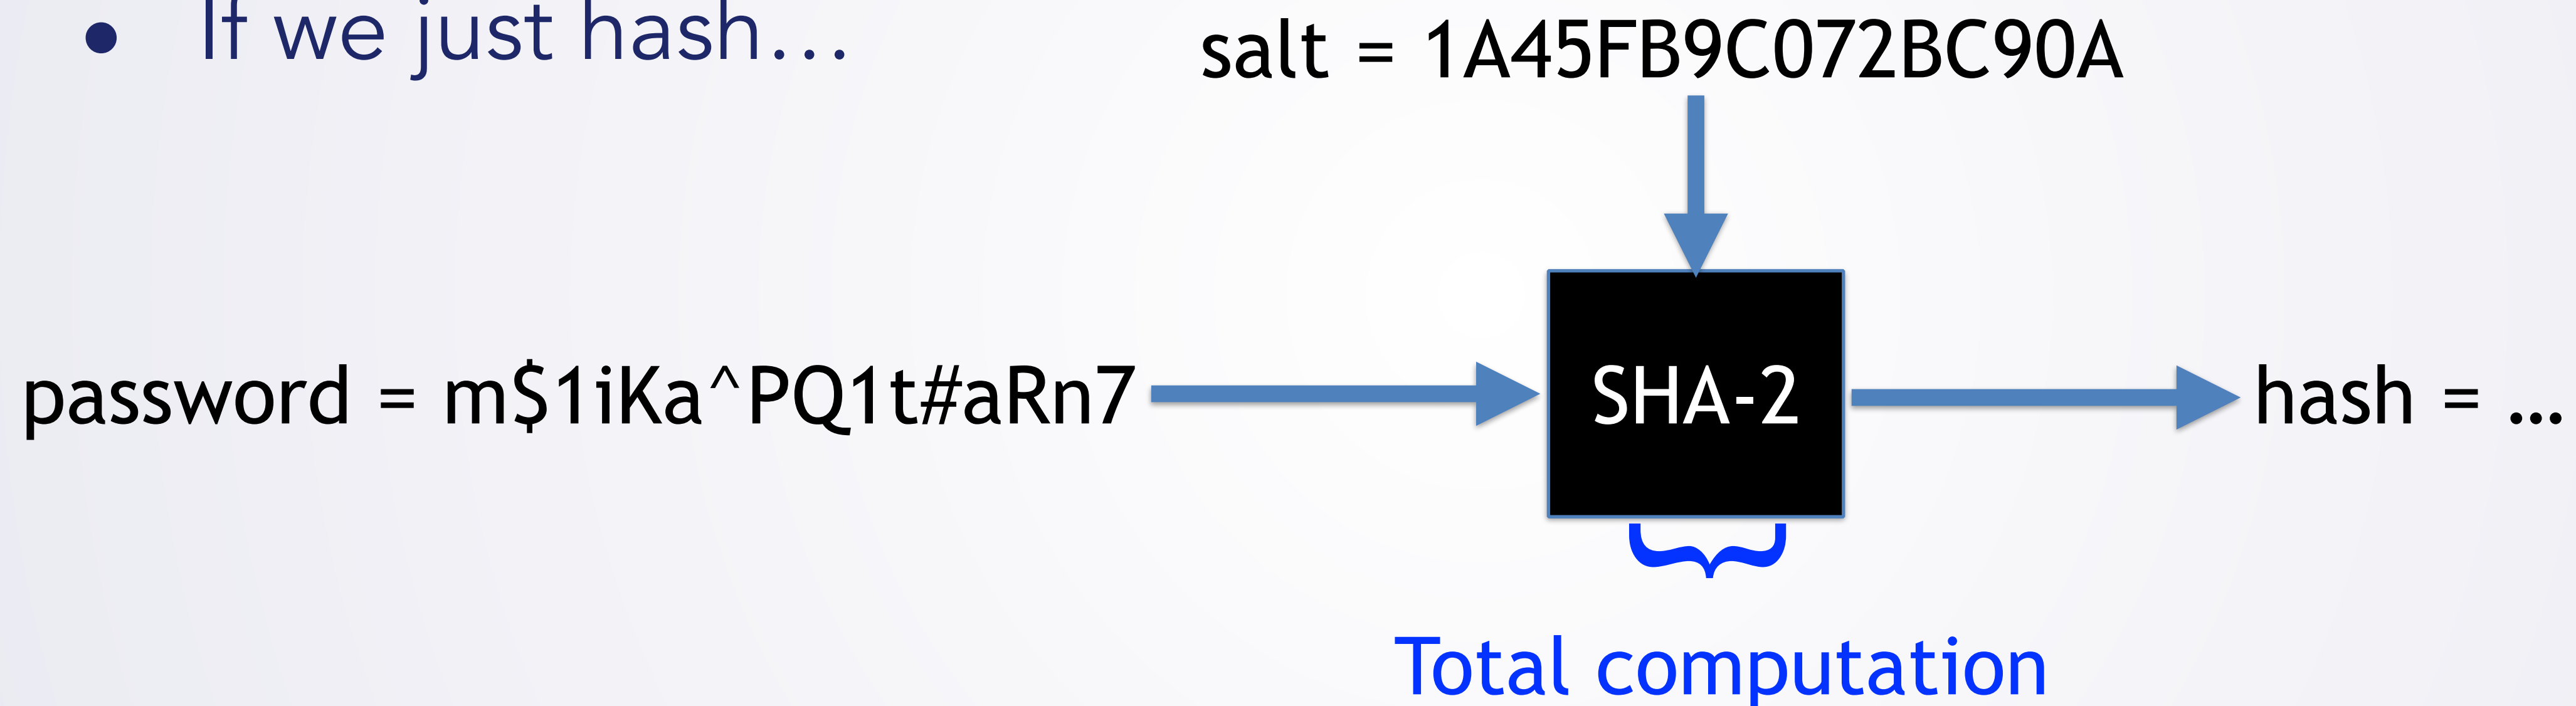 • If we just hash…
salt = 1A45FB9C072BC90A
password = m$1iKa^PQ1t#aRn7
SHA-2
hash = …
Total computation